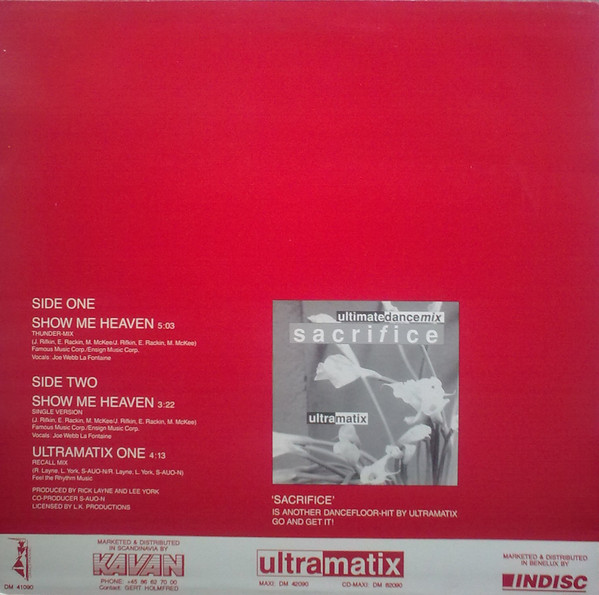 SIDE ONE
SHOW ME HEAVEN 5:03
THUNDER-MIX
(J. Rifkin, E. Rackin, M. McKee/J. Rifkin, E. Rackin, M. McKee)
Famous Music Corp./Ensign Music Corp.
Vocals: Joe Webb La Fontaine
SIDE TWO
SHOW ME HEAVEN 3:22
SINGLE VERSION
(J. Rifkin, E. Rackin, M. McKee/J. Rifkin, E. Rackin, M. McKee)
Famous Music Corp./Ensign Music Corp.
Vocals: Joe Webb La Fontaine
ULTRAMATIX ONE 4:13
RECALL MIX
(R. Layne, L. York, S-AUO-N/R. Layne, L. York, S-AUO-N)
Feel the Rhythm Music
PRODUCED BY RICK LAYNE AND LEE YORK
CO-PRODUCER S-AUO-N
LICENSED BY L.K. PRODUCTIONS
ultimatedancemix
sacrifice
ultramatix
'SACRIFICE'
IS ANOTHER DANCEFLOOR-HIT BY ULTRAMATIX
GO AND GET IT!
DM 41090
MARKETED & DISTRIBUTED
IN SCANDINAVIA BY
KAVAN
PHONE: +45 86 82 70 00
Contact: GERT HOLMFRED
ultramatix
MAXI: DM 42090 CD-MAXI: DM 62090
MARKETED & DISTRIBUTED
IN BENELUX BY
INDISC